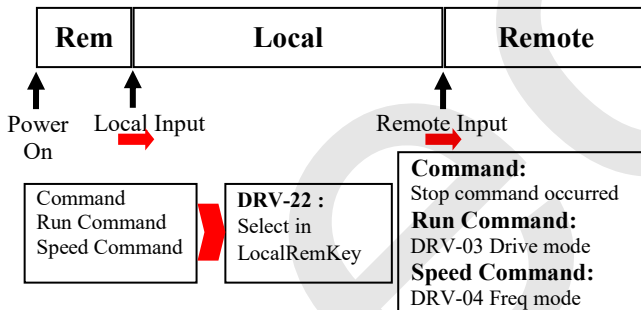 Rem Local Remote
Power On
Local Input
Remote Input
Command
Run Command
Speed Command
DRV-22 :
Select in
LocalRemKey
Command:
Stop command occurred
Run Command:
DRV-03 Drive mode
Speed Command:
DRV-04 Freq mode